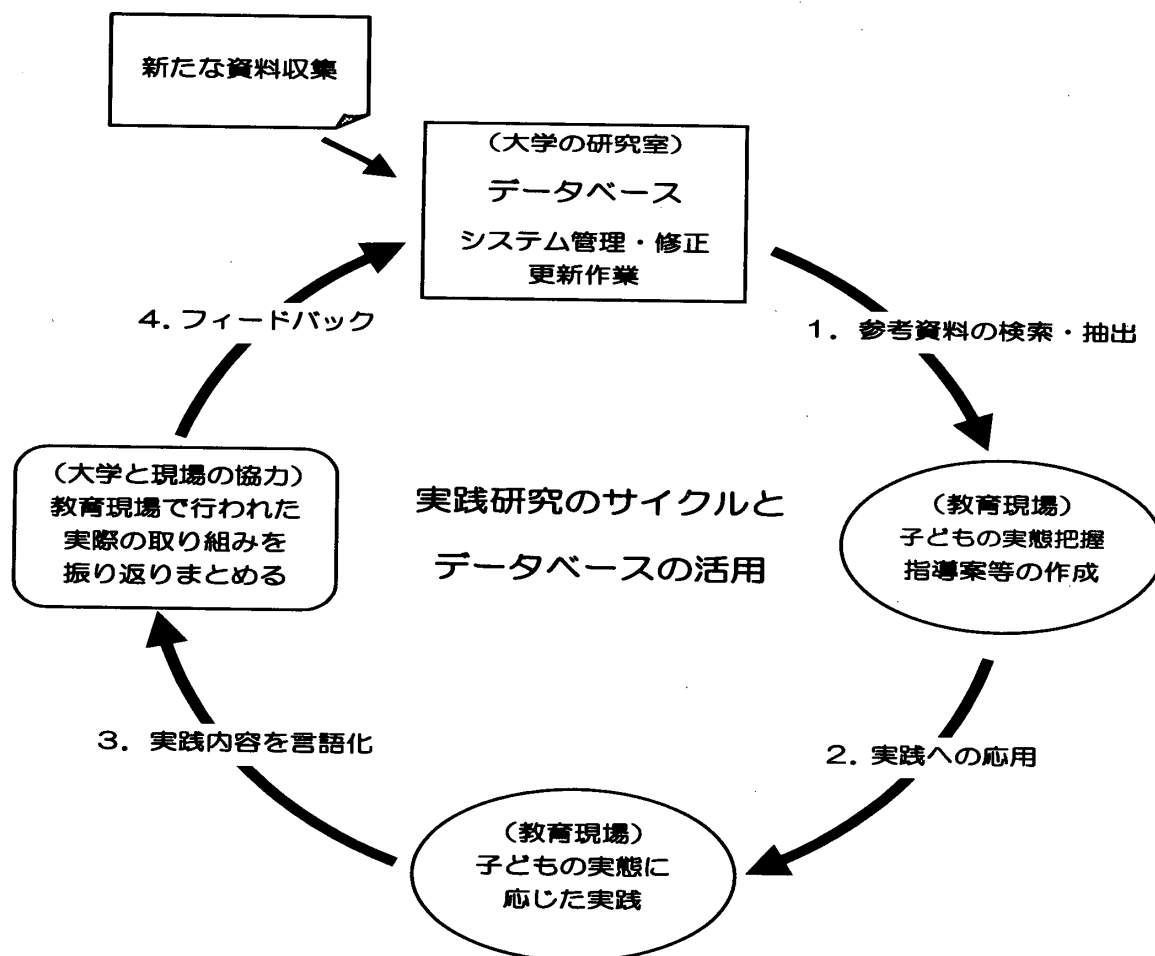 新たな資料収集
（大学の研究室）
データベース
システム管理・修正
更新作業
4. フィードバック
1. 参考資料の検索・抽出
（大学と現場の協力）
教育現場で行われた
実際の取り組みを
振り返りまとめる
実践研究のサイクルと
データベースの活用
（教育現場）
子どもの実態把握
指導案等の作成
3. 実践内容を言語化
2. 実践への応用
（教育現場）
子どもの実態に
応じた実践